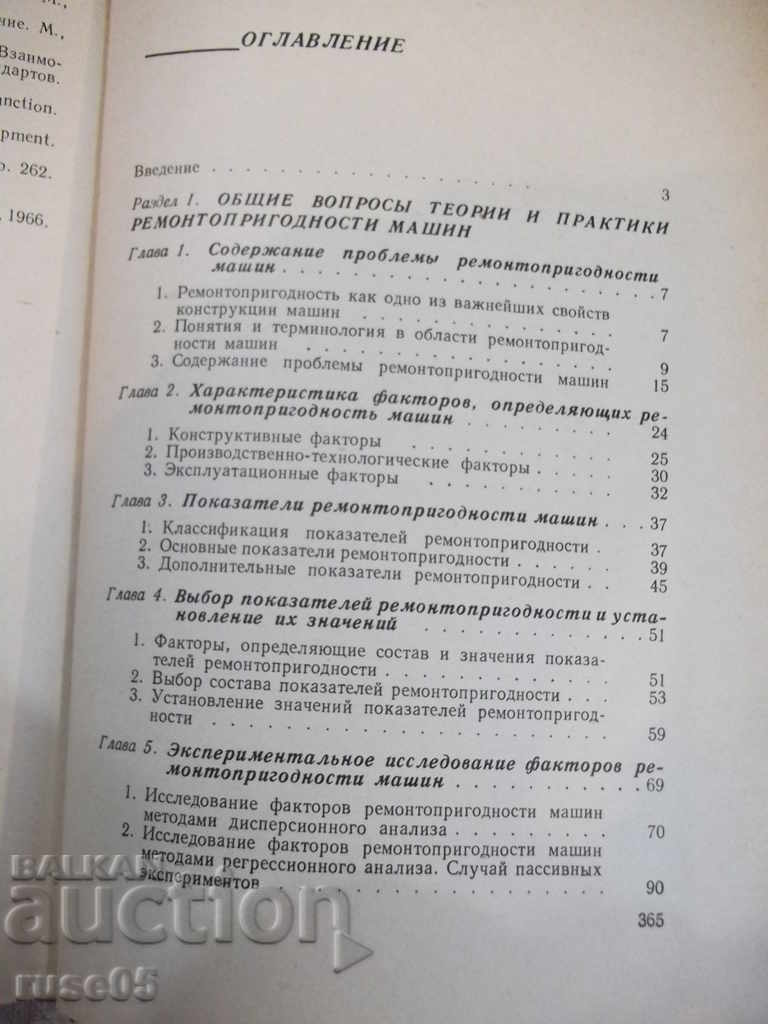 М.,
ние. М.,
Взаимо-
дартов.
nction.
pment.
262.
1966.
ОГЛАВЛЕНИЕ
Введение . . . . . . . . . . . . . . . . . 3
Раздел I. ОБЩИЕ ВОПРОСЫ ТЕОРИИ И ПРАКТИКИ
РЕМОНТОПРИГОДНОСТИ МАШИН
Глава 1. Содержание проблемы ремонтопригодности
машин . . . . . . . . . . . . . . . . . 7
1. Ремонтопригодность как одно из важнейших свойств
конструкции машин . . . . . . . . . . . 7
2. Понятия и терминология в области ремонтопригод-
ности машин . . . . . . . . . . . . . 9
3. Содержание проблемы ремонтопригодности машин 15
Глава 2. Характеристика факторов, определяющих ре-
монтопригодность машин . . . . . . . 24
1. Конструктивные факторы . . . . . . . . 25
2. Производственно-технологические факторы . . . . . 30
3. Эксплуатационные факторы . . . . . . . . 32
Глава 3. Показатели ремонтопригодности машин . . . 37
1. Классификация показателей ремонтопригодности . 37
2. Основные показатели ремонтопригодности . . . . . 39
3. Дополнительные показатели ремонтопригодности . . 45
Глава 4. Выбор показателей ремонтопригодности и уста-
новление их значений . . . . . . . . . . 51
1. Факторы, определяющие состав и значения показа-
телей ремонтопригодности . . . . . . . . . . 51
2. Выбор состава показателей ремонтопригодности . . . 53
3. Установление значений показателей ремонтопригод-
ности . . . . . . . . . . . . . . . . . 59
Глава 5. Экспериментальное исследование факторов ре-
монтопригодности машин . . . . . . . . . . 69
1. Исследование факторов ремонтопригодности машин
методами дисперсионного анализа . . . . . . . . 70
2. Исследование факторов ремонтопригодности машин
методами регрессионного анализа. Случай пассивных
экспериментов . . . . . . . . . . . . . . . . 90
365
BALKAN
auction
ruse05